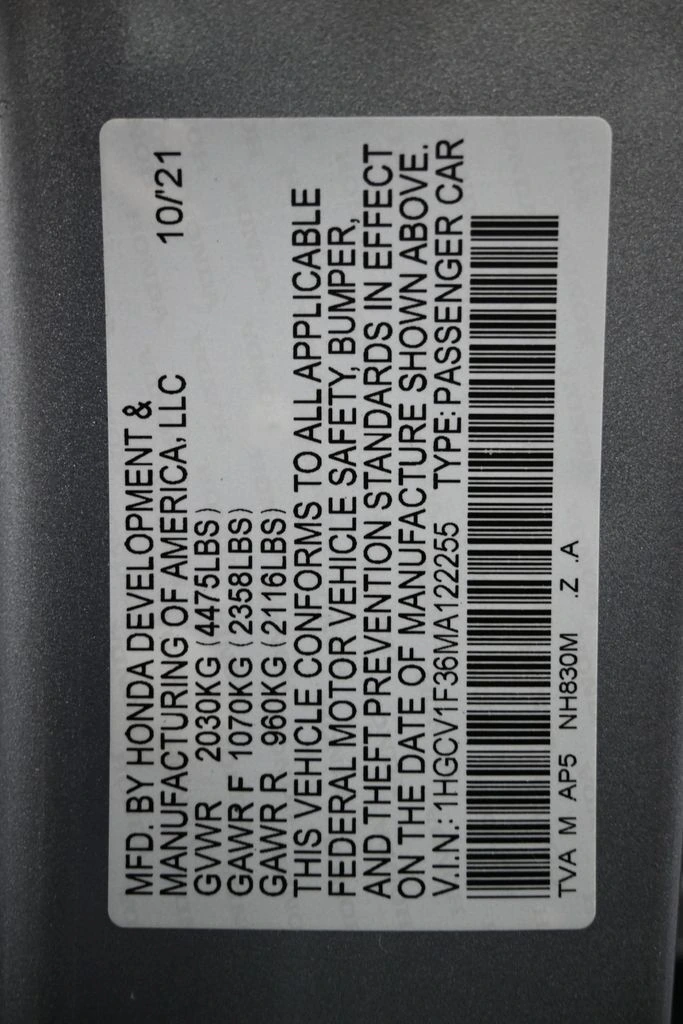 MFD. BY HONDA DEVELOPMENT &
MANUFACTURING OF AMERICA, LLC 10/'21
GVWR 2030KG (4475LBS)
GAWR F 1070KG (2358LBS)
GAWR R 960KG (2116LBS)
THIS VEHICLE CONFORMS TO ALL APPLICABLE
FEDERAL MOTOR VEHICLE SAFETY, BUMPER,
AND THEFT PREVENTION STANDARDS IN EFFECT
ON THE DATE OF MANUFACTURE SHOWN ABOVE.
V.I.N.: 1HGCV1F36MA122255 TYPE: PASSENGER CAR
TVA M AP5 NH830M .Z .A